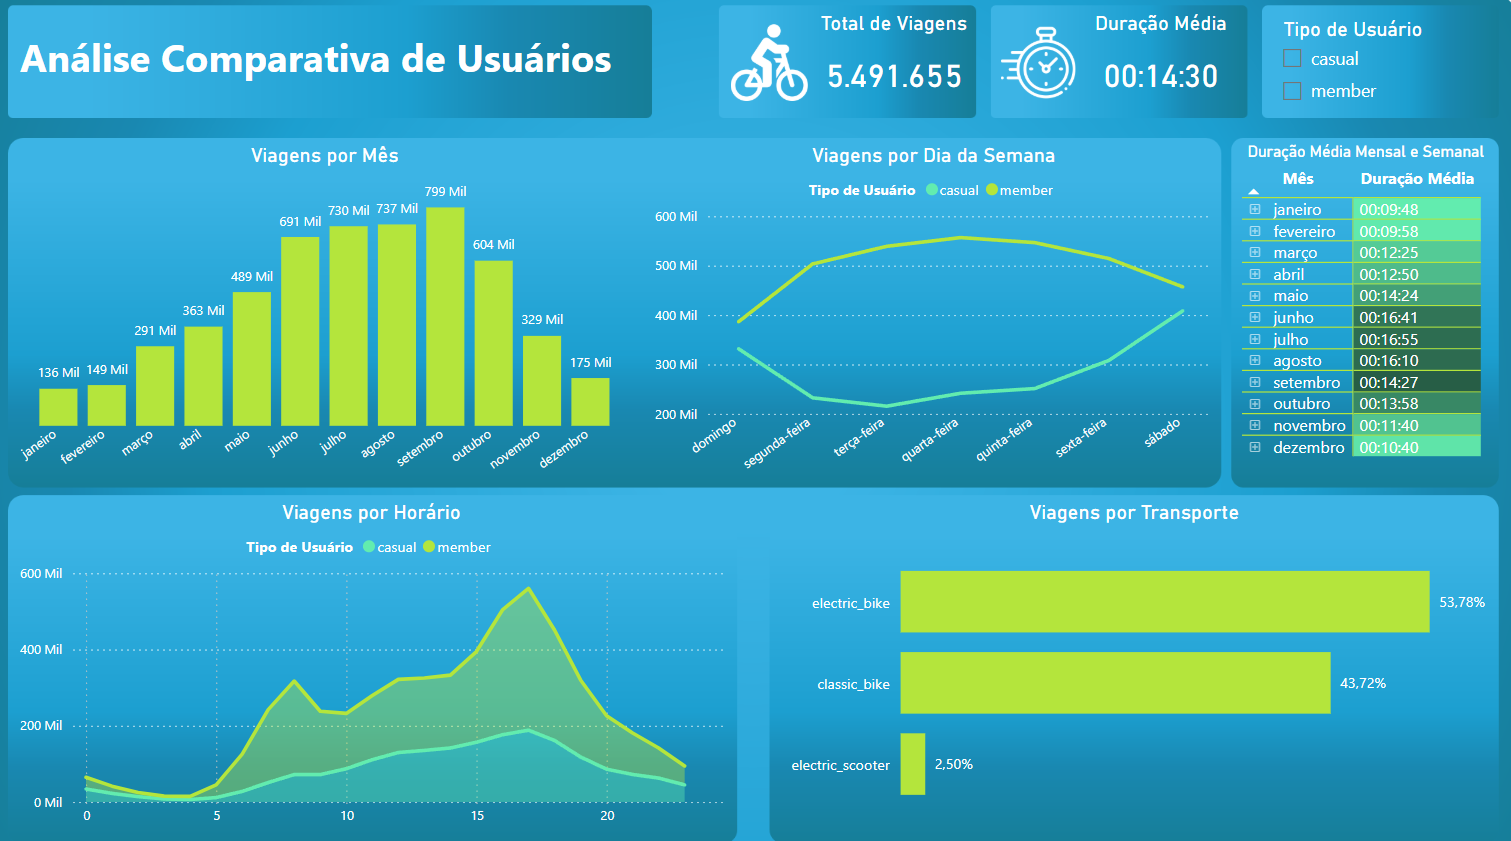 Análise Comparativa de Usuários
Total de Viagens
5.491.655
Duração Média
00:14:30
Tipo de Usuário
casual
member
Viagens por Mês
799 Mil
730 Mil
737 Mil
691 Mil
604 Mil
489 Mil
363 Mil
329 Mil
291 Mil
175 Mil
136 Mil
149 Mil
janeiro
fevereiro
março
abril
maio
junho
julho
agosto
setembro
outubro
novembro
dezembro
Viagens por Dia da Semana
Tipo de Usuário casual member
600 Mil
500 Mil
400 Mil
300 Mil
200 Mil
domingo
segunda-feira
terça-feira
quarta-feira
quinta-feira
sexta-feira
sábado
Duração Média Mensal e Semanal
Mês Duração Média
janeiro 00:09:48
fevereiro 00:09:58
março 00:12:25
abril 00:12:50
maio 00:14:24
junho 00:16:41
julho 00:16:55
agosto 00:16:10
setembro 00:14:27
outubro 00:13:58
novembro 00:11:40
dezembro 00:10:40
Viagens por Horário
Tipo de Usuário casual member
600 Mil
400 Mil
200 Mil
0 Mil
0 5 10 15 20
Viagens por Transporte
electric_bike 53,78%
classic_bike 43,72%
electric_scooter 2,50%